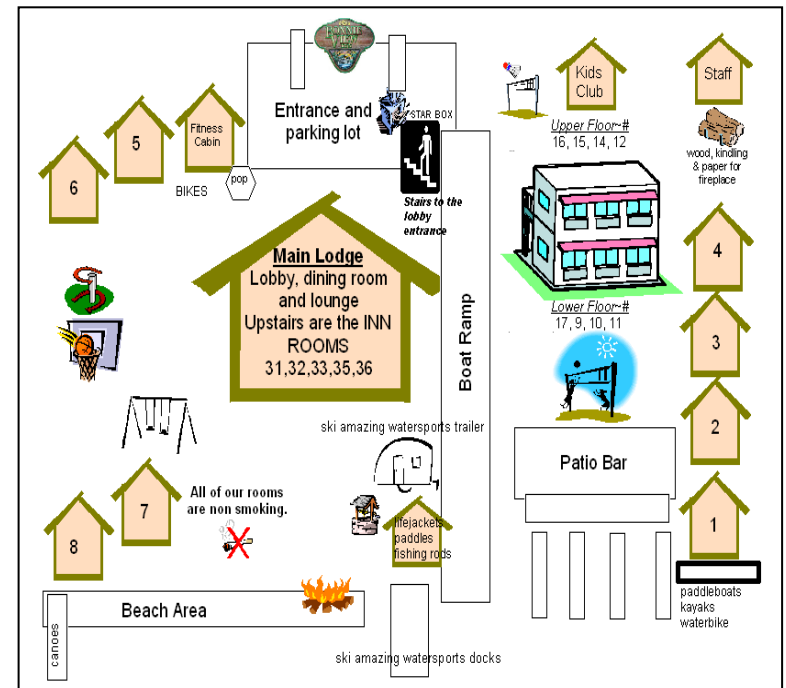 BONNIE VIEW
Kids
Club
Staff
Entrance and
parking lot
STAR BOX
Fitness
Cabin
5
6
pop
BIKES
Stairs to the
lobby
entrance
Upper Floor~#
16, 15, 14, 12
wood, kindling
& paper for
fireplace
Main Lodge
Lobby, dining room
and lounge
Upstairs are the INN
ROOMS
31,32,33,35,36
Boat Ramp
Lower Floor~#
17, 9, 10, 11
4
3
2
1
ski amazing watersports trailer
Patio Bar
All of our rooms
are non smoking.
7
8
lifejackets
paddles
fishing rods
paddleboats
kayaks
waterbike
Beach Area
canoes
ski amazing watersports docks